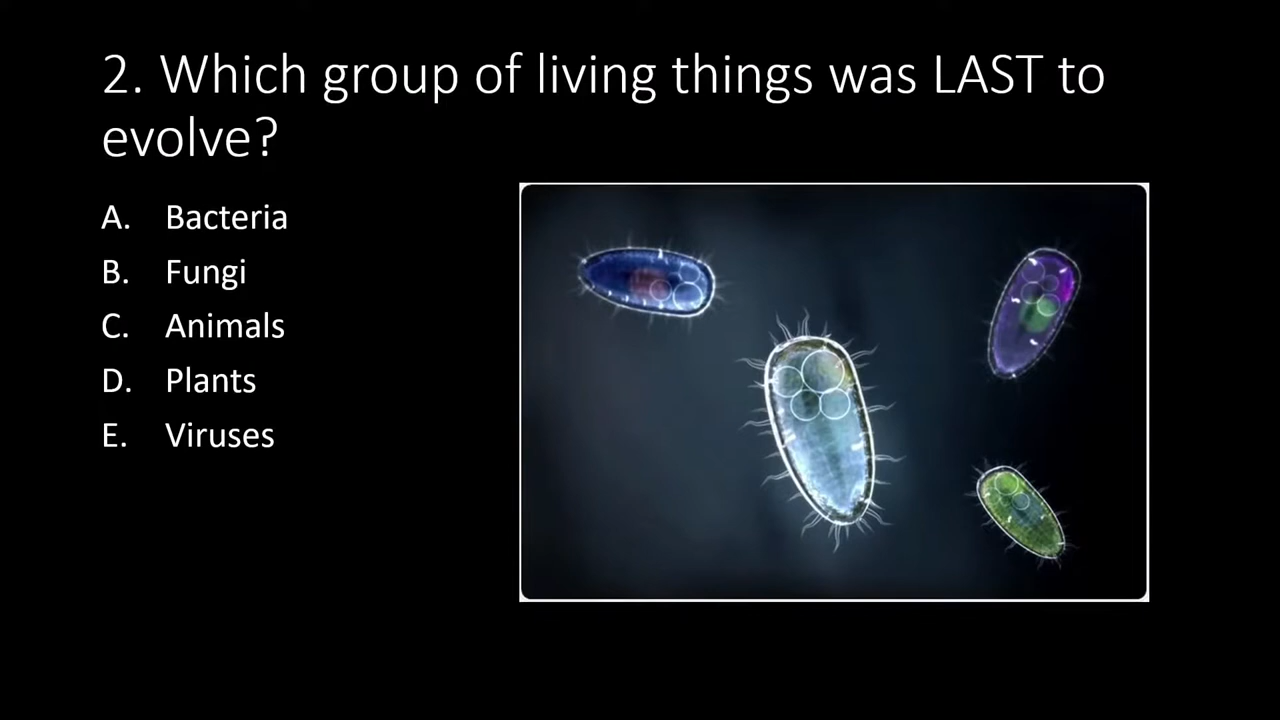 2. Which group of living things was LAST to
evolve?
A. Bacteria
B. Fungi
C. Animals
D. Plants
E. Viruses